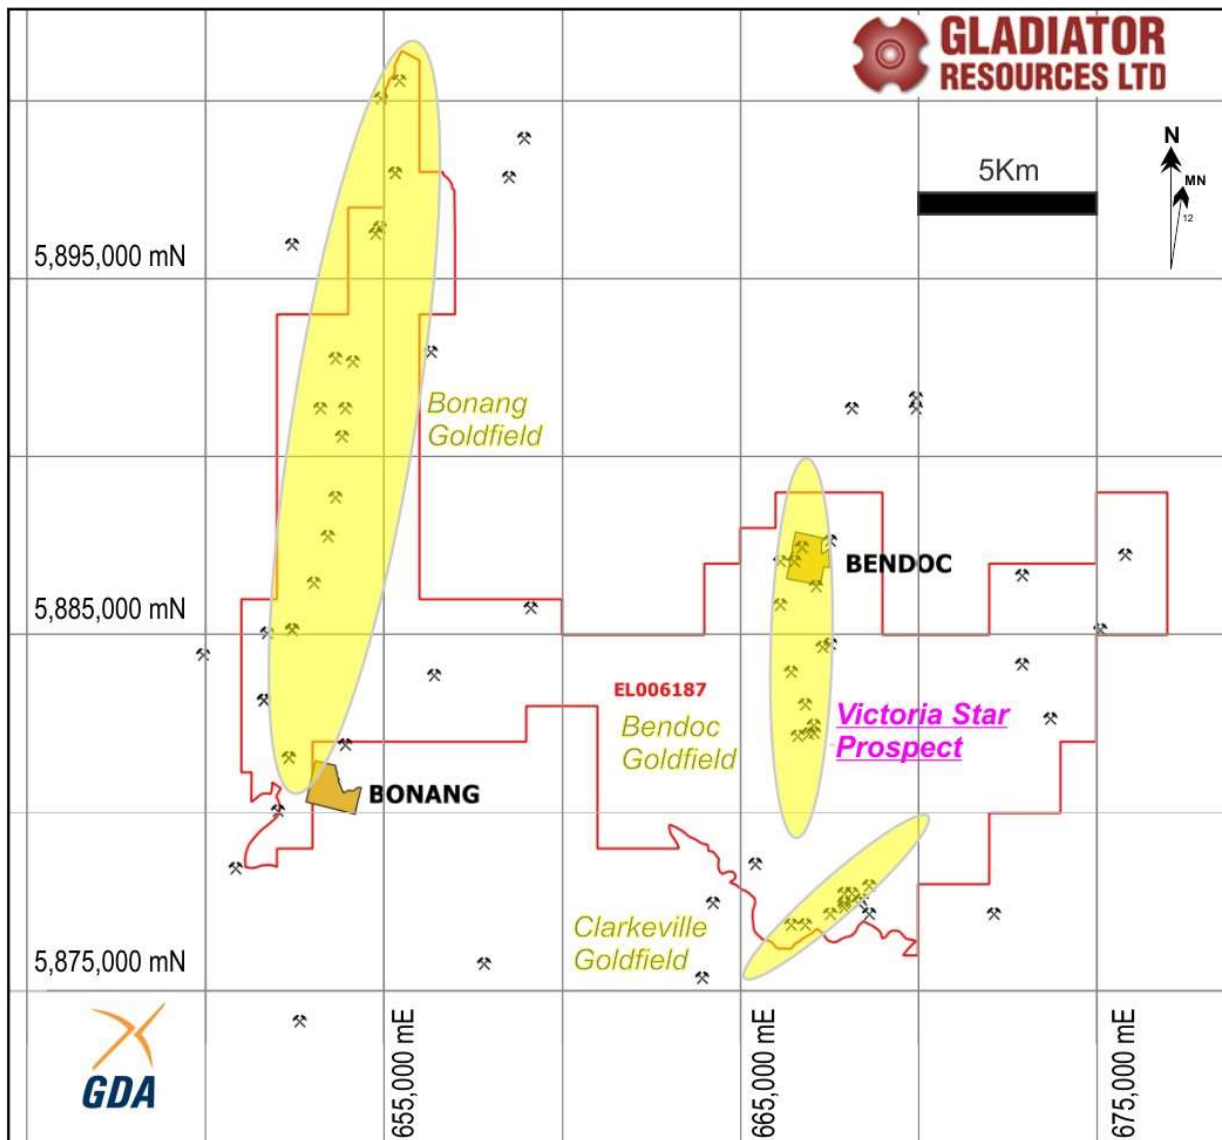 GLADIATOR
RESOURCES LTD
N
MN
12
5Km
5,895,000 mN
Bonang
Goldfield
BENDOC
5,885,000 mN
EL006187
Bendoc
Goldfield
Victoria Star
Prospect
BONANG
Clarkeville
Goldfield
5,875,000 mN
655,000 mE
665,000 mE
675,000 mE
GDA